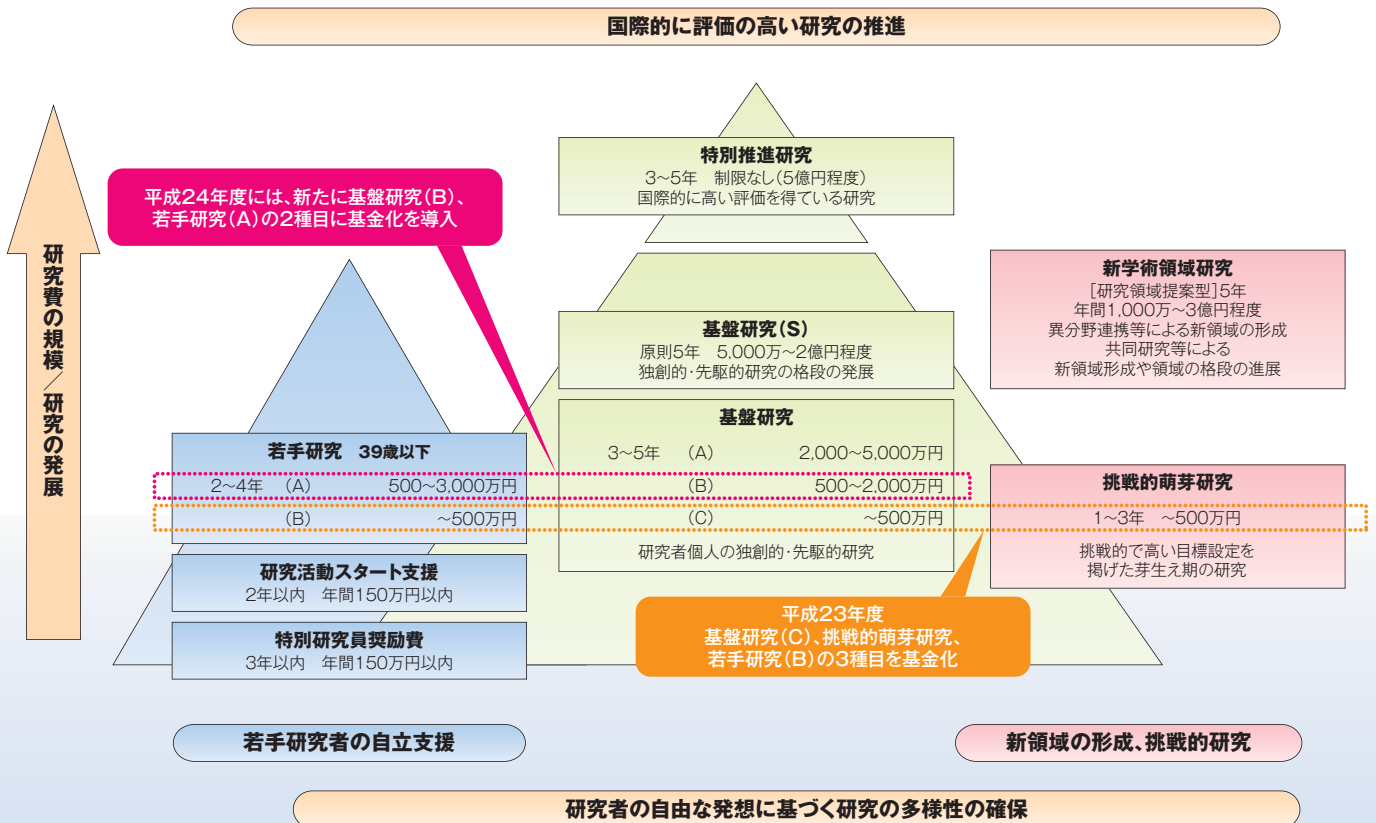 国際的に評価の高い研究の推進
研究費の規模／研究の発展
平成24年度には、新たに基盤研究(B)、
若手研究(A)の2種目に基金化を導入
特別推進研究
3~5年　制限なし(5億円程度)
国際的に高い評価を得ている研究
基盤研究(S)
原則5年　5,000万~2億円程度
独創的・先駆的研究の格段の発展
基盤研究
3~5年　(A)　2,000~5,000万円
(B)　500~2,000万円
(C)　~500万円
研究者個人の独創的・先駆的研究
若手研究　39歳以下
2~4年　(A)　500~3,000万円
(B)　~500万円
研究活動スタート支援
2年以内　年間150万円以内
特別研究員奨励費
3年以内　年間150万円以内
新学術領域研究
[研究領域提案型]5年
年間1,000万~3億円程度
異分野連携等による新領域の形成
共同研究等による
新領域形成や領域の格段の進展
挑戦的萌芽研究
1~3年　~500万円
挑戦的で高い目標設定を
掲げた芽生え期の研究
平成23年度
基盤研究(C)、挑戦的萌芽研究、
若手研究(B)の3種目を基金化
若手研究者の自立支援
新領域の形成、挑戦的研究
研究者の自由な発想に基づく研究の多様性の確保